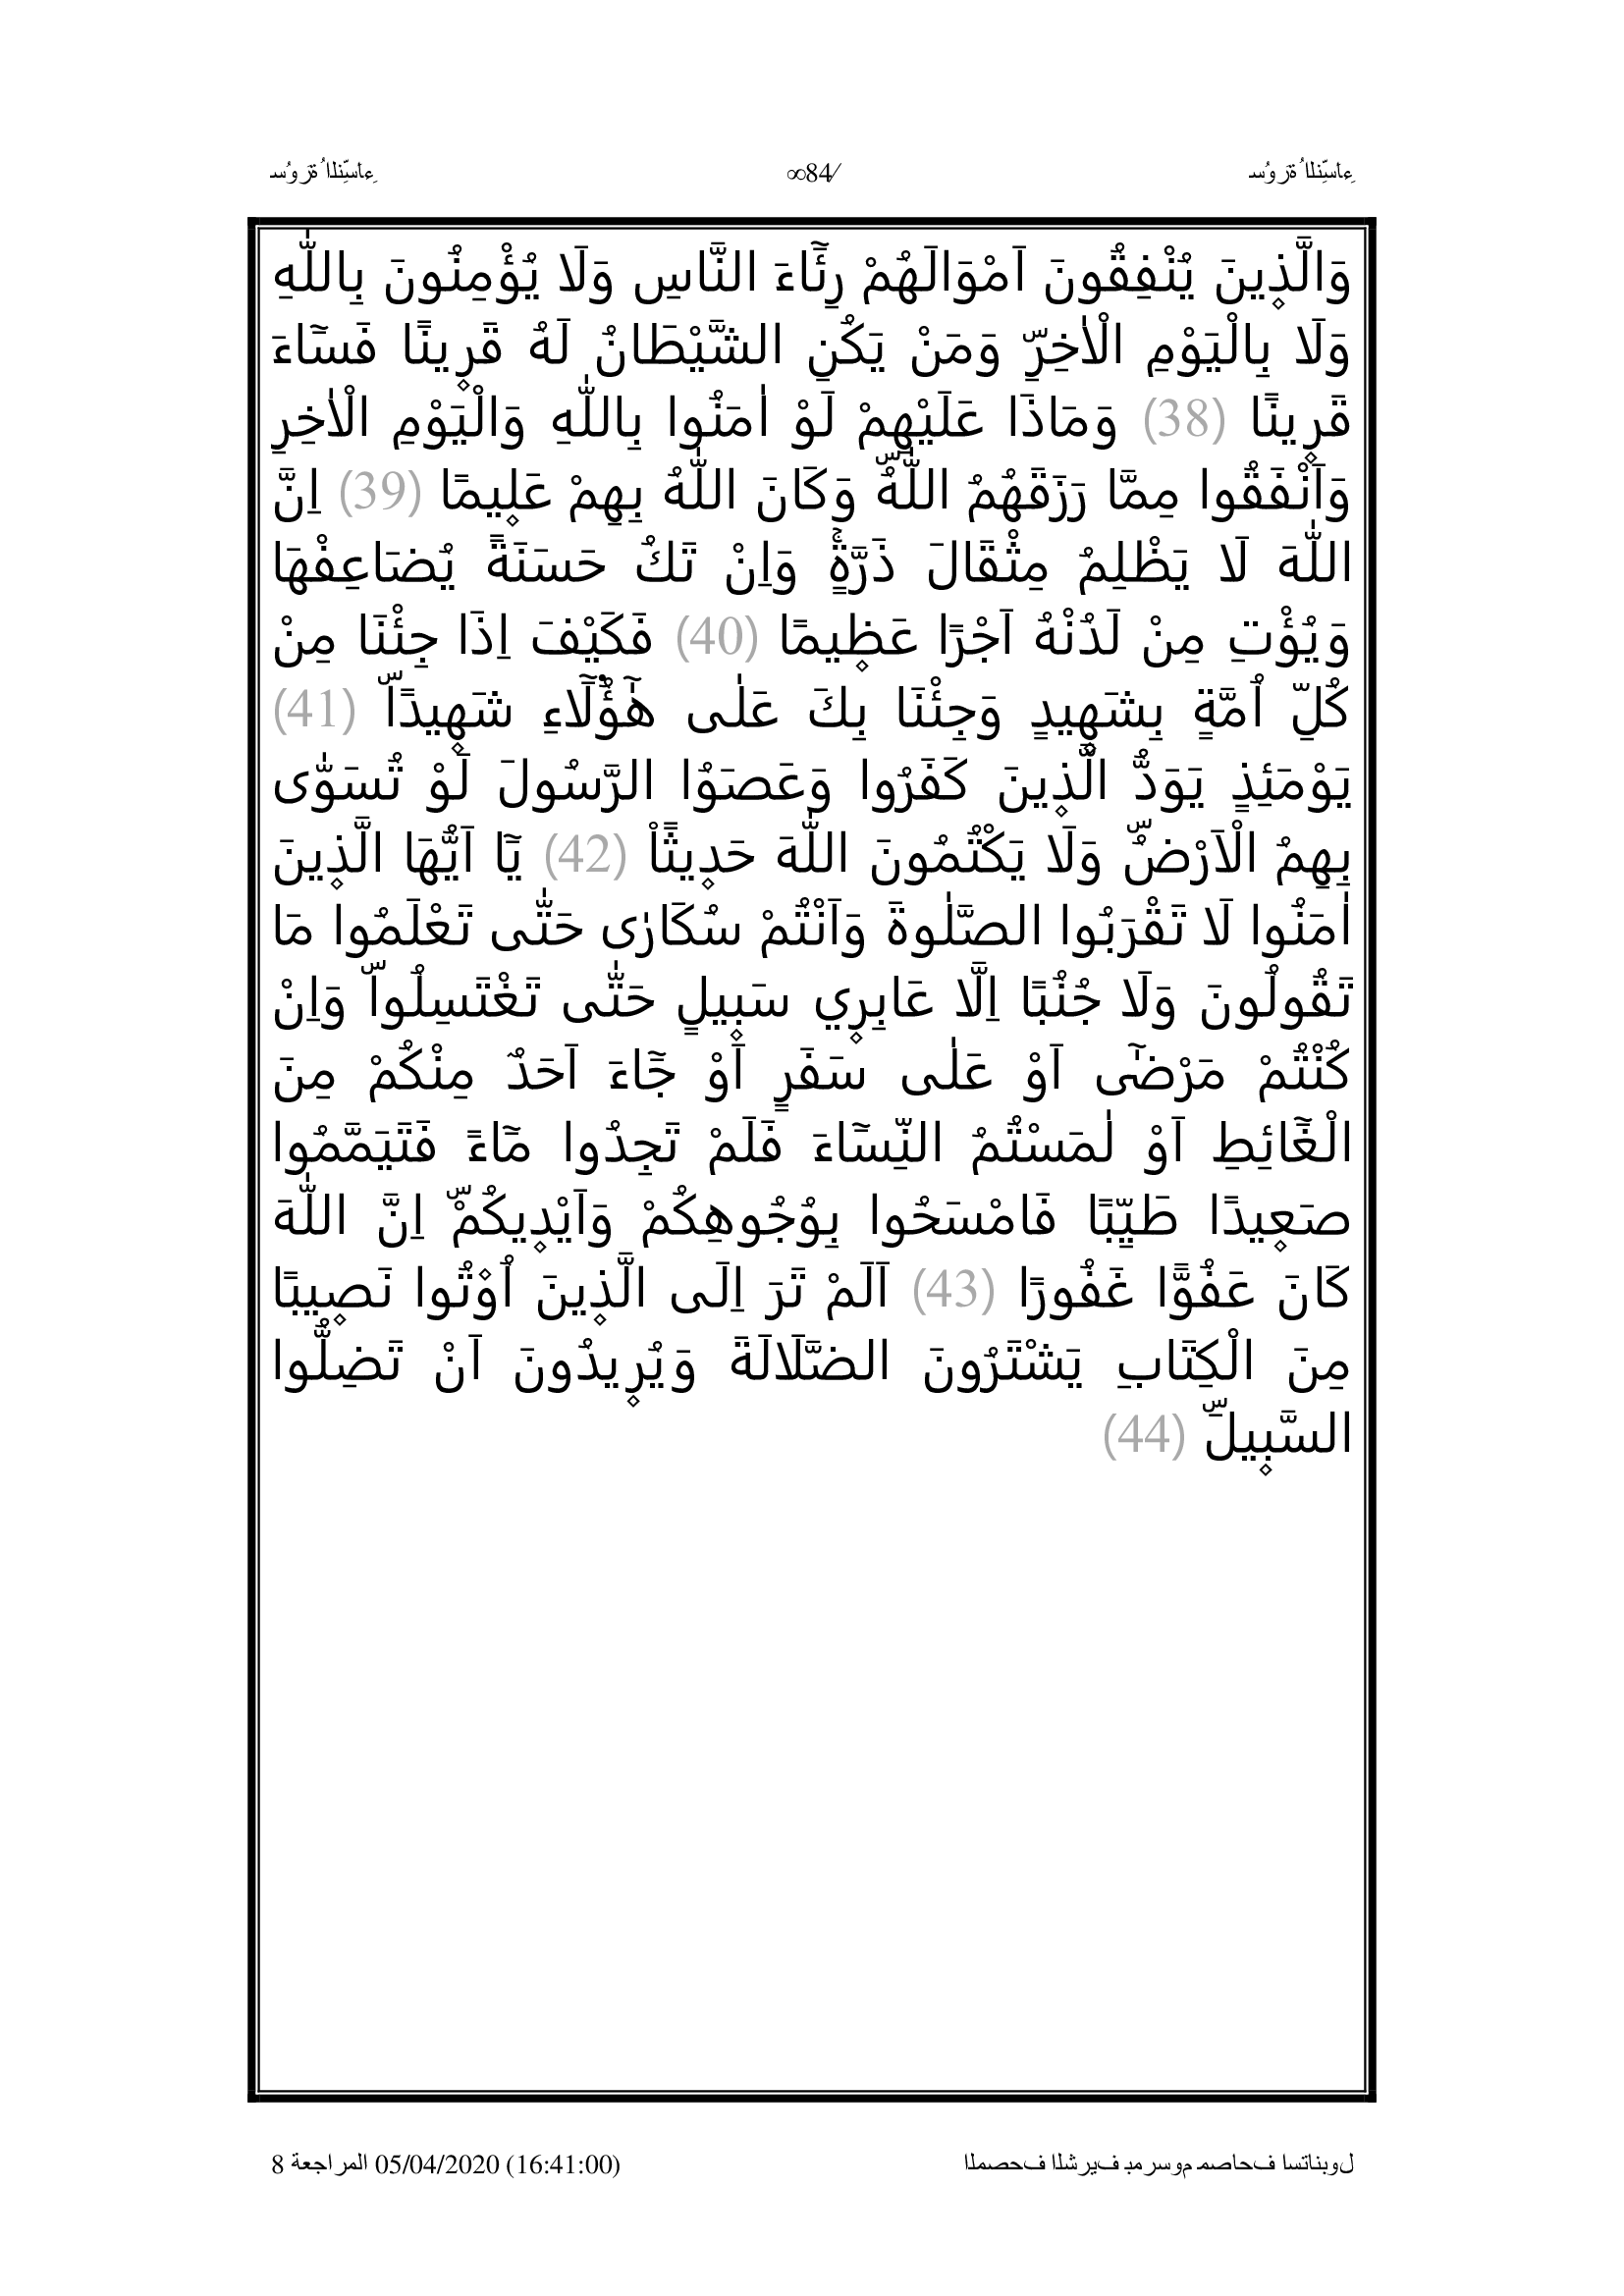 سُورَةُ النِّسَاءِ ∞84/ سُورَةُ النِّسَاءِ
وَالَّذ۪ينَ يُنْفِقُونَ اَمْوَالَهُمْ رِئَٓاءَ النَّاسِ وَلَا يُؤْمِنُونَ بِاللّٰهِ
وَلَا بِالْيَوْمِ الْاٰخِرِۜ وَمَنْ يَكُنِ الشَّيْطَانُ لَهُ قَر۪ينًا فَسَٓاءَ
قَر۪ينًا (38) وَمَاذَا عَلَيْهِمْ لَوْ اٰمَنُوا بِاللّٰهِ وَالْيَوْمِ الْاٰخِرِ
وَاَنْفَقُوا مِمَّا رَزَقَهُمُ اللّٰهُۜ وَكَانَ اللّٰهُ بِهِمْ عَل۪يمًا (39) اِنَّ
اللّٰهَ لَا يَظْلِمُ مِثْقَالَ ذَرَّةٍۚ وَاِنْ تَكُ حَسَنَةً يُضَاعِفْهَا
وَيُؤْتِ مِنْ لَدُنْهُ اَجْرًا عَظ۪يمًا (40) فَكَيْفَ اِذَا جِئْنَا مِنْ
كُلِّ اُمَّةٍ بِشَه۪يدٍ وَجِئْنَا بِكَ عَلٰى هٰٓؤُ۬لَٓاءِ شَه۪يدًاۜ (41)
يَوْمَئِذٍ يَوَدُّ الَّذ۪ينَ كَفَرُوا وَعَصَوُا الرَّسُولَ لَوْ تُسَوّٰى
بِهِمُ الْاَرْضُۜ وَلَا يَكْتُمُونَ اللّٰهَ حَد۪يثًا۟ (42) يَٓا اَيُّهَا الَّذ۪ينَ
اٰمَنُوا لَا تَقْرَبُوا الصَّلٰوةَ وَاَنْتُمْ سُكَارٰى حَتّٰى تَعْلَمُوا مَا
تَقُولُونَ وَلَا جُنُبًا اِلَّا عَابِر۪ي سَب۪يلٍ حَتّٰى تَغْتَسِلُواۜ وَاِنْ
كُنْتُمْ مَرْضٰٓى اَوْ عَلٰى سَفَرٍ اَوْ جَٓاءَ اَحَدٌ مِنْكُمْ مِنَ
الْغَٓائِطِ اَوْ لٰمَسْتُمُ النِّسَٓاءَ فَلَمْ تَجِدُوا مَٓاءً فَتَيَمَّمُوا
صَع۪يدًا طَيِّبًا فَامْسَحُوا بِوُجُوهِكُمْ وَاَيْد۪يكُمْۜ اِنَّ اللّٰهَ
كَانَ عَفُوًّا غَفُورًا (43) اَلَمْ تَرَ اِلَى الَّذ۪ينَ اُو۫تُوا نَص۪يبًا
مِنَ الْكِتَابِ يَشْتَرُونَ الضَّلَالَةَ وَيُر۪يدُونَ اَنْ تَضِلُّوا
السَّب۪يلَۜ (44)
المصحف الشريف بمرسوم مصاحف استانبول 8 المراجعة 05/04/2020 (16:41:00)